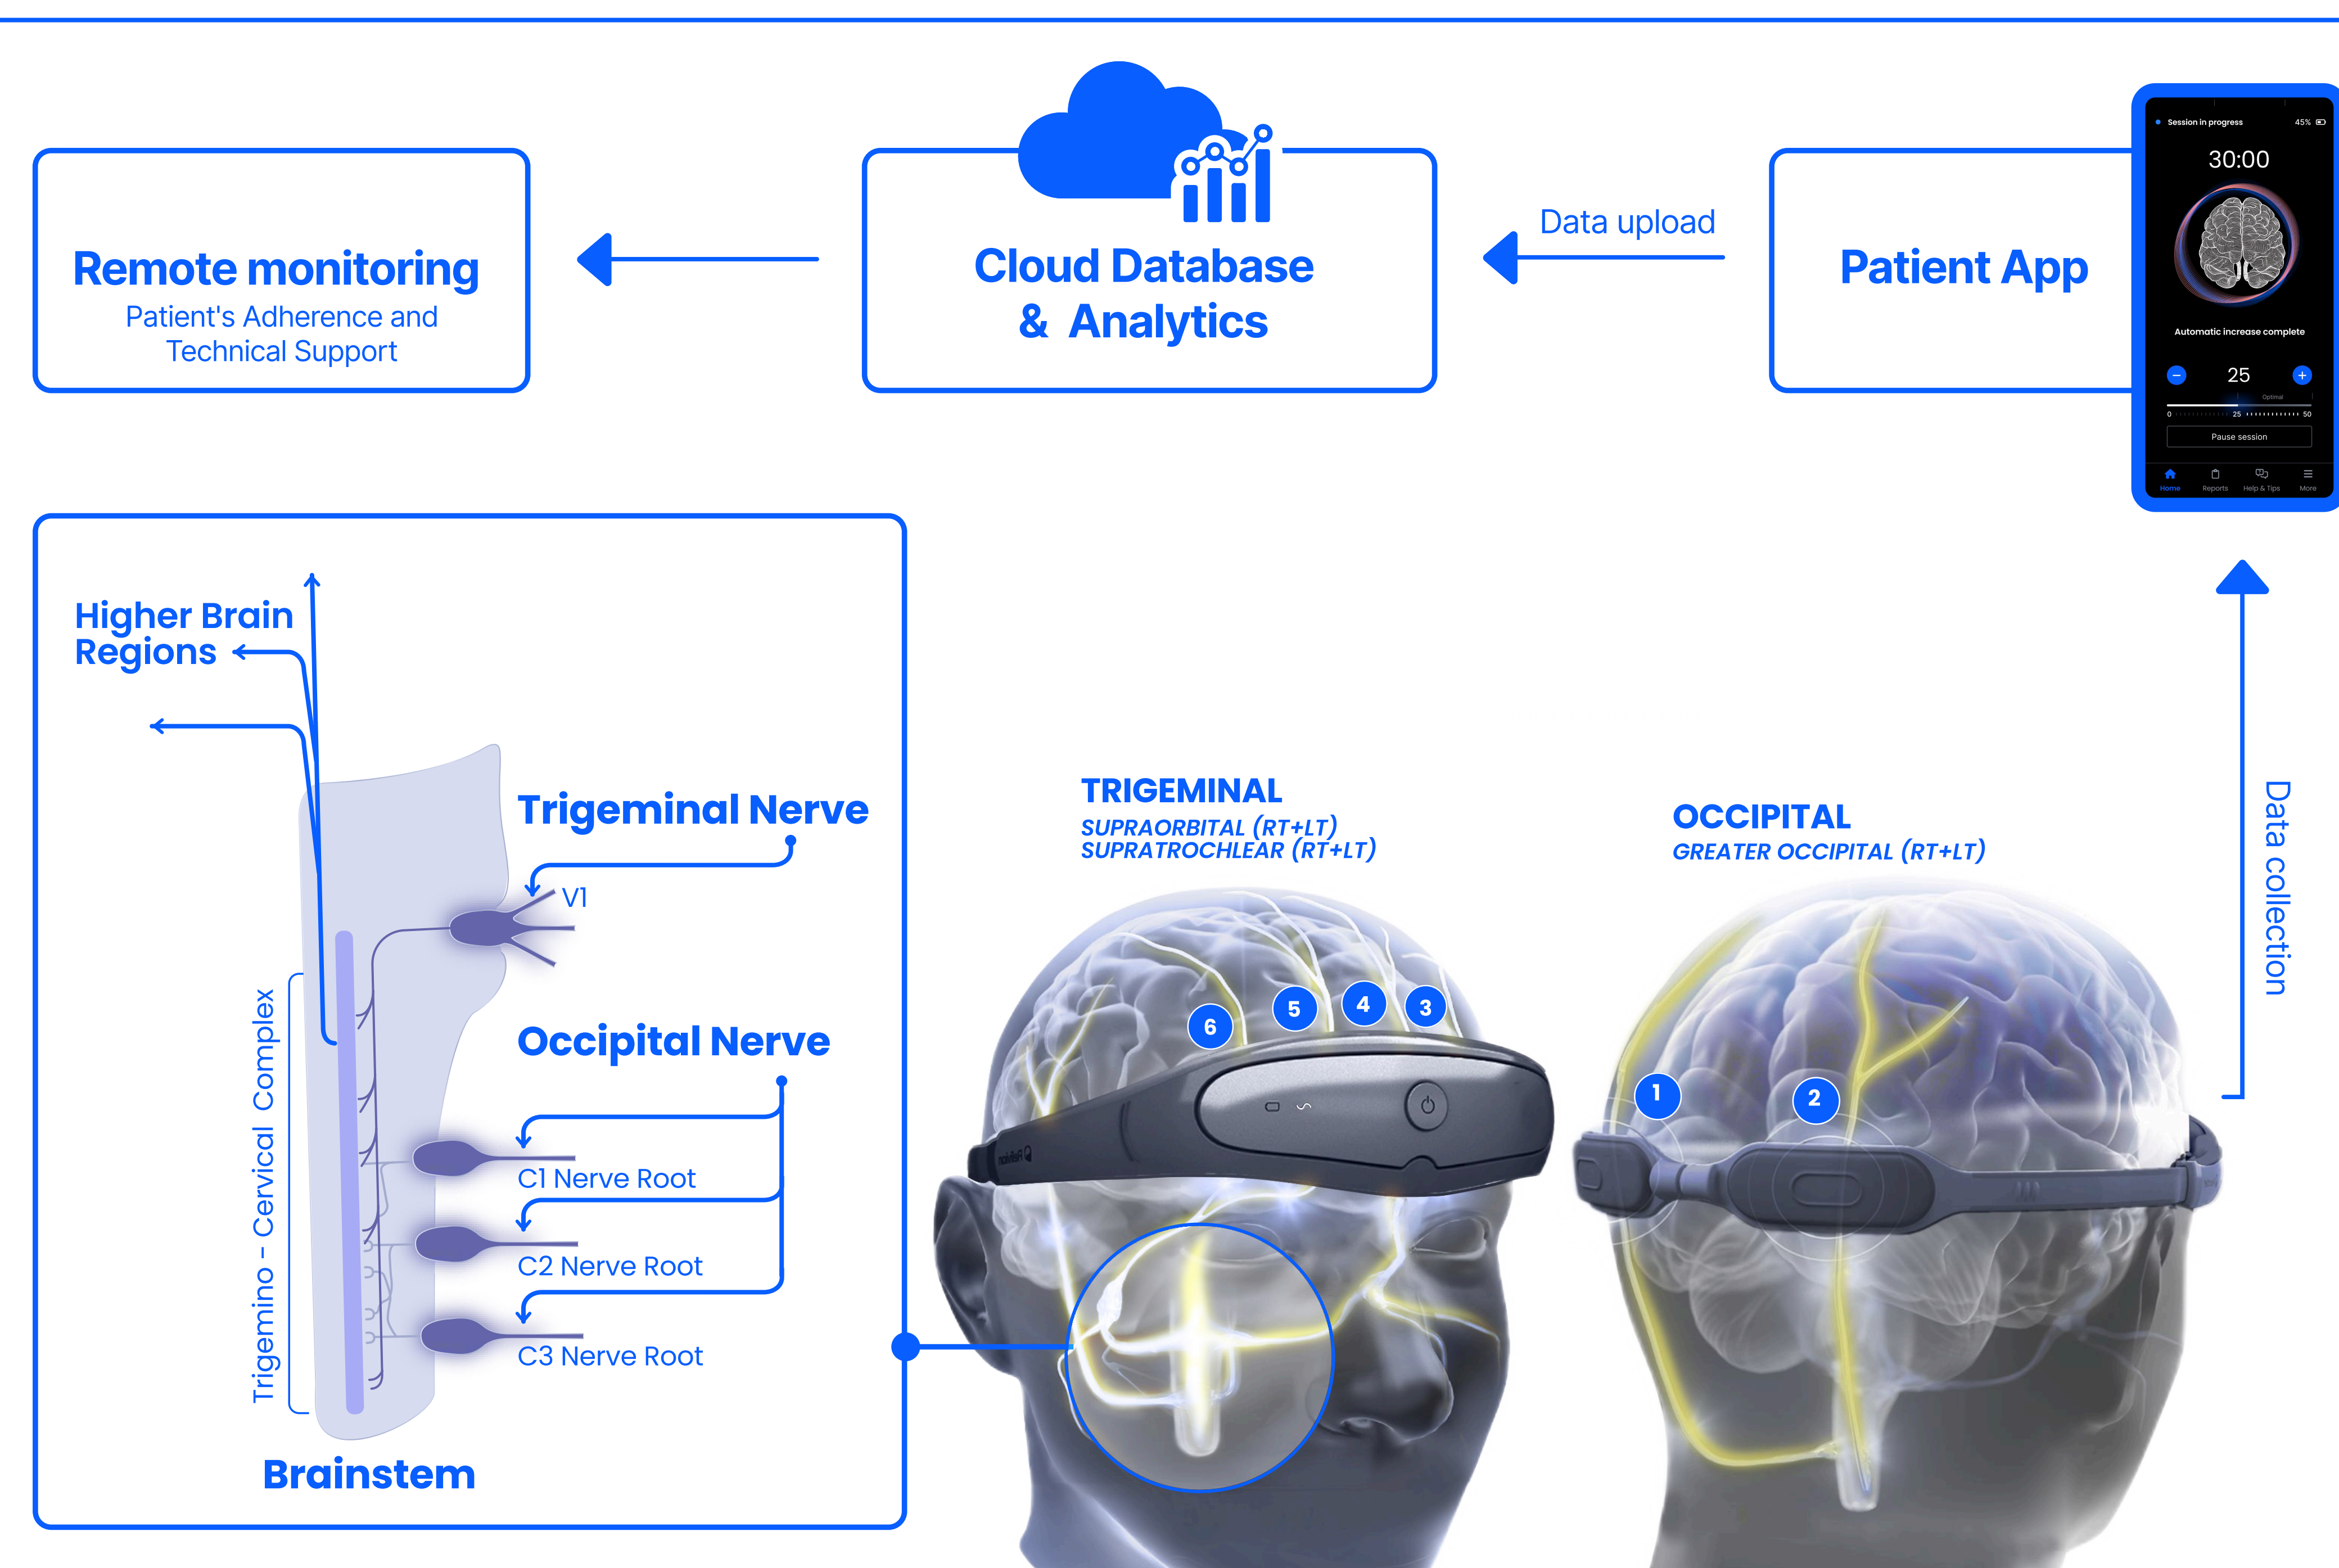 Remote monitoring
Patient's Adherence and
Technical Support
Cloud Database
& Analytics
Data upload
Patient App
Session in progress
45%
30:00
Automatic increase complete
25
Optimal
0 25 50
Pause session
Home Reports Help & Tips More
Data collection
Higher Brain
Regions
Trigeminal Nerve
V1
Occipital Nerve
C1 Nerve Root
C2 Nerve Root
C3 Nerve Root
Trigemino - Cervical Complex
Brainstem
TRIGEMINAL
SUPRAORBITAL (RT+LT)
SUPRATROCHLEAR (RT+LT)
6 5 4 3
OCCIPITAL
GREATER OCCIPITAL (RT+LT)
1 2